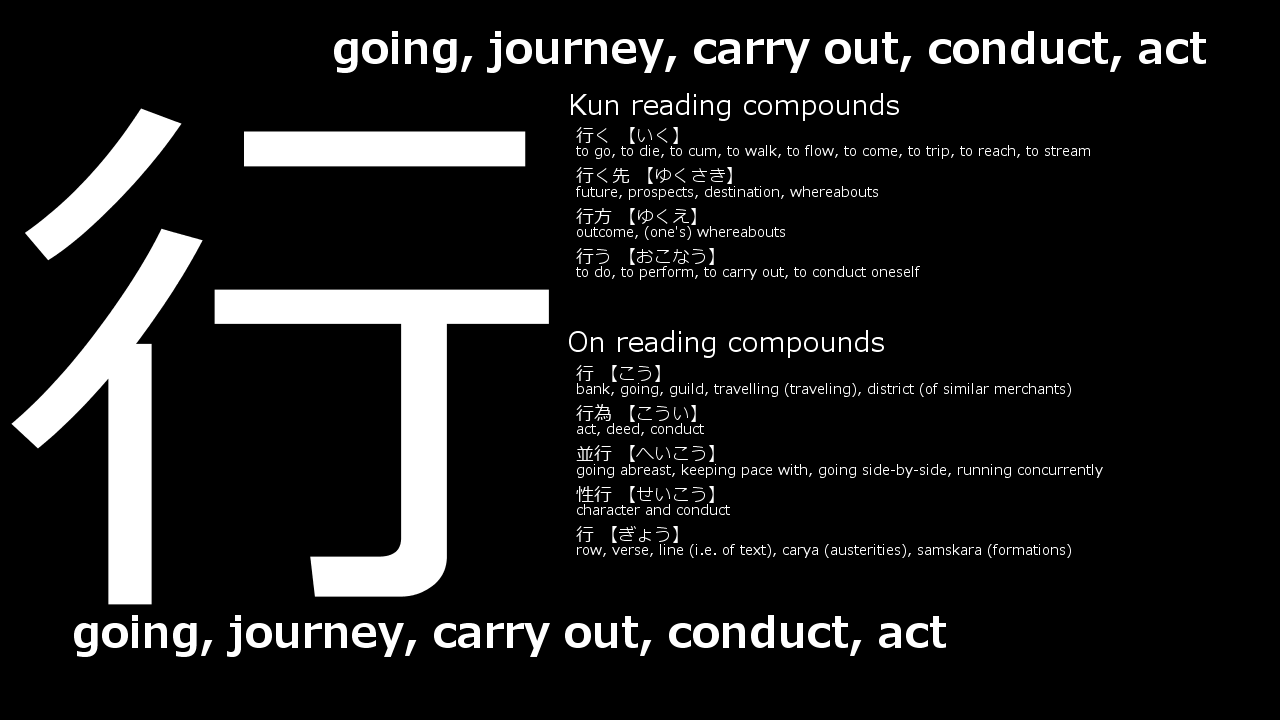 going, journey, carry out, conduct, act
行
Kun reading compounds
行く 【いく】
to go, to die, to cum, to walk, to flow, to come, to trip, to reach, to stream
行く先 【ゆくさき】
future, prospects, destination, whereabouts
行方 【ゆくえ】
outcome, (one's) whereabouts
行う 【おこなう】
to do, to perform, to carry out, to conduct oneself
On reading compounds
行 【こう】
bank, going, guild, travelling (traveling), district (of similar merchants)
行為 【こうい】
act, deed, conduct
並行 【へいこう】
going abreast, keeping pace with, going side-by-side, running concurrently
性行 【せいこう】
character and conduct
行 【ぎょう】
row, verse, line (i.e. of text), carya (austerities), samskara (formations)
going, journey, carry out, conduct, act